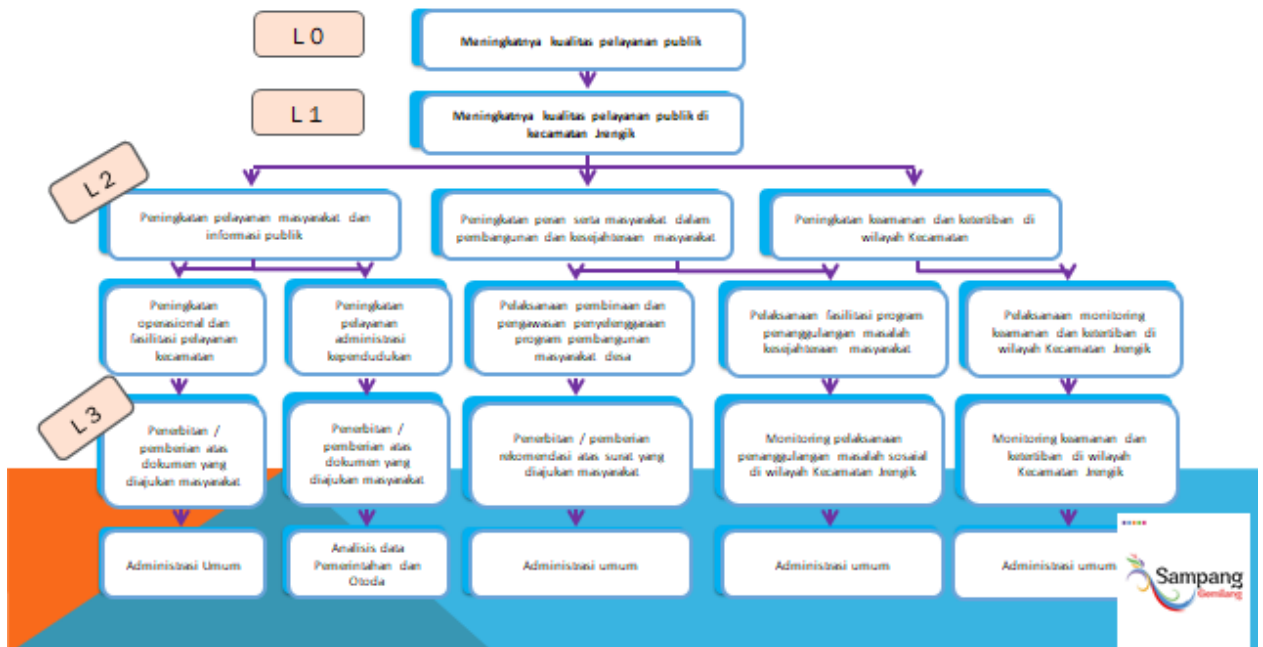 L 0
Meningkatnya kualitas pelayanan publik
L 1
Meningkatnya kualitas pelayanan publik di
kecamatan Jrengik
L 2
Peningkatan pelayanan masyarakat dan
informasi publik
Peningkatan peran serta masyarakat dalam
pembangunan dan kesejahteraan masyarakat
Peningkatan keamanan dan ketertiban di
wilayah Kecamatan
Peningkatan
operasional dan
fasilitasi pelayanan
kecamatan
Peningkatan
pelayanan
administrasi
kependudukan
Pelaksanaan pembinaan dan
pengawasan penyelenggaraan
program pembangunan
masyarakat desa
Pelaksanaan fasilitasi program
penanggulangan masalah
kesejahteraan masyarakat
Pelaksanaan monitoring
keamanan dan ketertiban di
wilayah Kecamatan Jrengik
L 3
Penerbitan /
pemberian atas
dokumen yang
diajukan masyarakat
Penerbitan /
pemberian atas
dokumen yang
diajukan masyarakat
Penerbitan / pemberian
rekomendasi atas surat yang
diajukan masyarakat
Monitoring pelaksanaan
penanggulangan masalah sosaial
di wilayah Kecamatan Jrengik
Monitoring keamanan dan
ketertiban di wilayah
Kecamatan Jrengik
Administrasi Umum
Analisis data
Pemerintahan dan
Otoda
Administrasi umum
Administrasi umum
Administrasi umum
Sampang
Gemilang